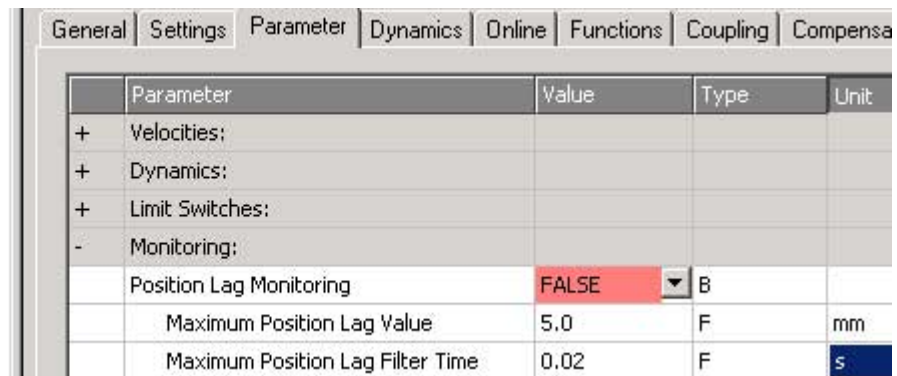 General Settings Parameter Dynamics Online Functions Coupling Compensa
Parameter Value Type Unit
+ Velocities:
+ Dynamics:
+ Limit Switches:
- Monitoring:
Position Lag Monitoring FALSE B
Maximum Position Lag Value 5.0 F mm
Maximum Position Lag Filter Time 0.02 F s